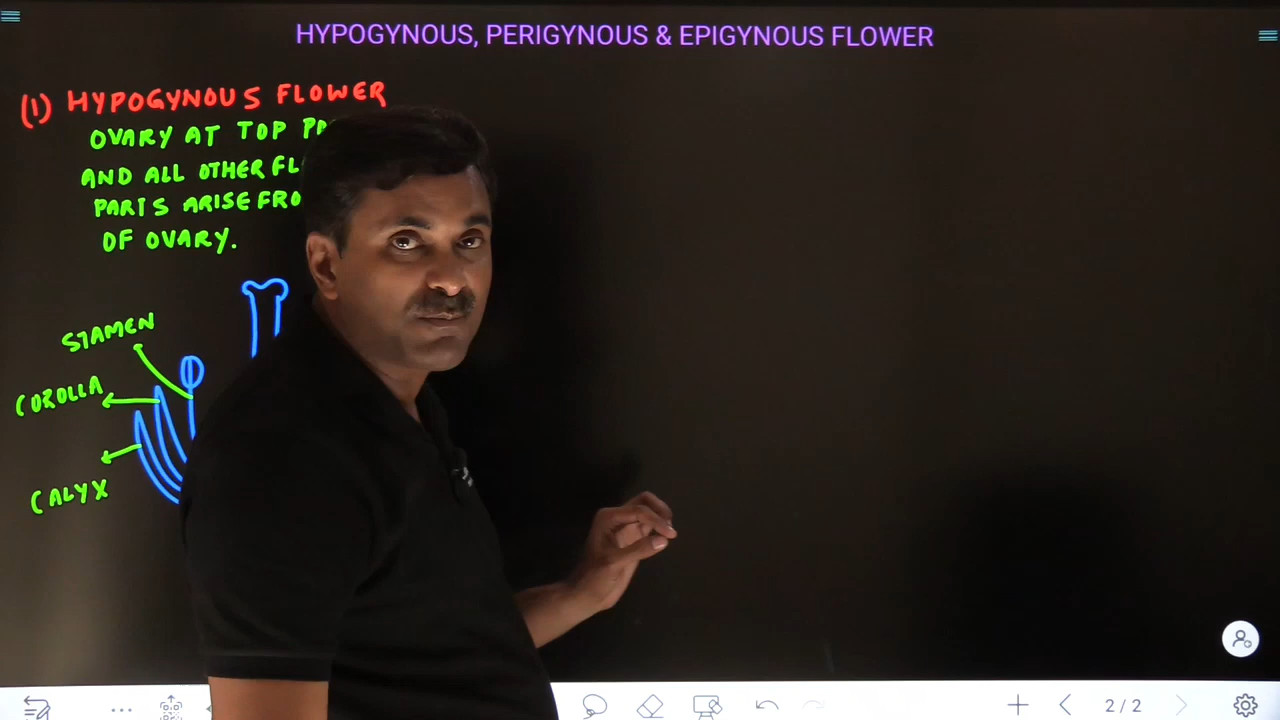 HYPOGYNOUS, PERIGYNOUS & EPIGYNOUS FLOWER
(1) HYPOGYNOUS FLOWER
OVARY AT TOP
AND ALL OTHER
PARTS ARISE
OF OVARY.
STAMEN
COROLLA
CALYX
2/2